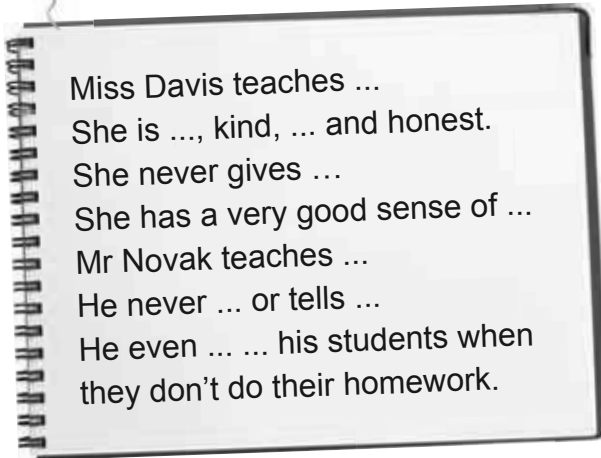 Miss Davis teaches ...
She is ..., kind, ... and honest.
She never gives …
She has a very good sense of ...
Mr Novak teaches ...
He never ... or tells ...
He even ... ... his students when
they don’t do their homework.